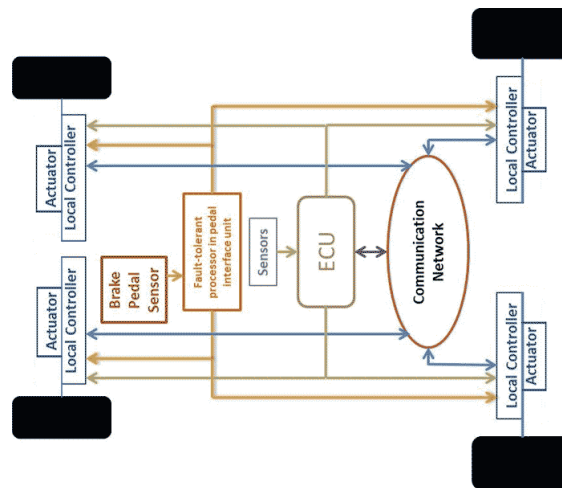 Actuator
Local Controller
Actuator
Local Controller
Brake
Pedal
Sensor
Fault-tolerant
processor in pedal
interface unit
Sensors
ECU
Communication
Network
Local Controller
Actuator
Local Controller
Actuator